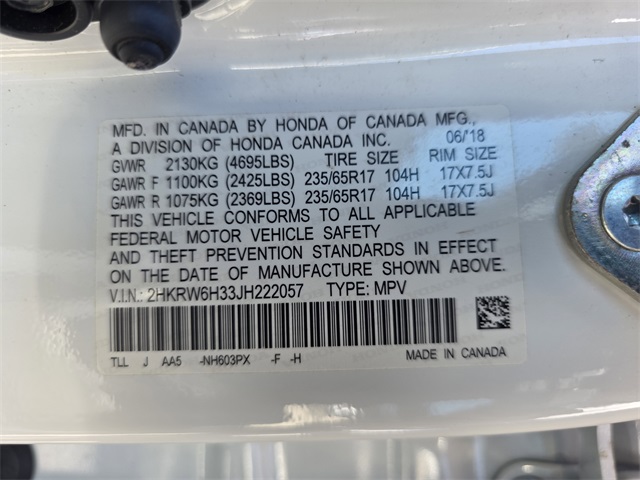 MFD. IN CANADA BY HONDA OF CANADA MFG.,
A DIVISION OF HONDA CANADA INC. 06/18
GVWR 2130KG (4695LBS) TIRE SIZE RIM SIZE
GAWR F 1100KG (2425LBS) 235/65R17 104H 17X7.5J
GAWR R 1075KG (2369LBS) 235/65R17 104H 17X7.5J
THIS VEHICLE CONFORMS TO ALL APPLICABLE
FEDERAL MOTOR VEHICLE SAFETY
AND THEFT PREVENTION STANDARDS IN EFFECT
ON THE DATE OF MANUFACTURE SHOWN ABOVE.
V.I.N.: 2HKRW6H33JH222057 TYPE: MPV
TLL J AA5 -NH603PX -F -H MADE IN CANADA